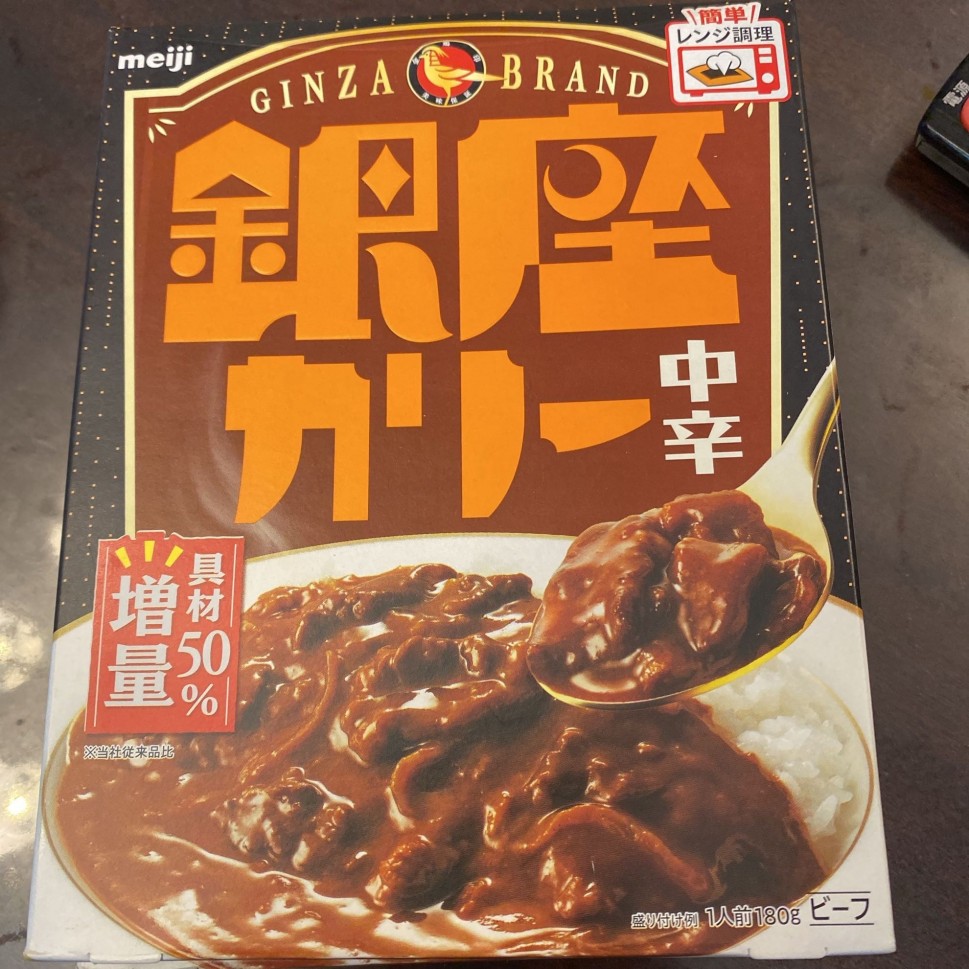 meiji
GINZA BRAND
簡単
レンジ調理
銀座
カリー
中辛
具材50%
増量
※当社従来品比
盛り付け例 1人前180g ビーフ
電源